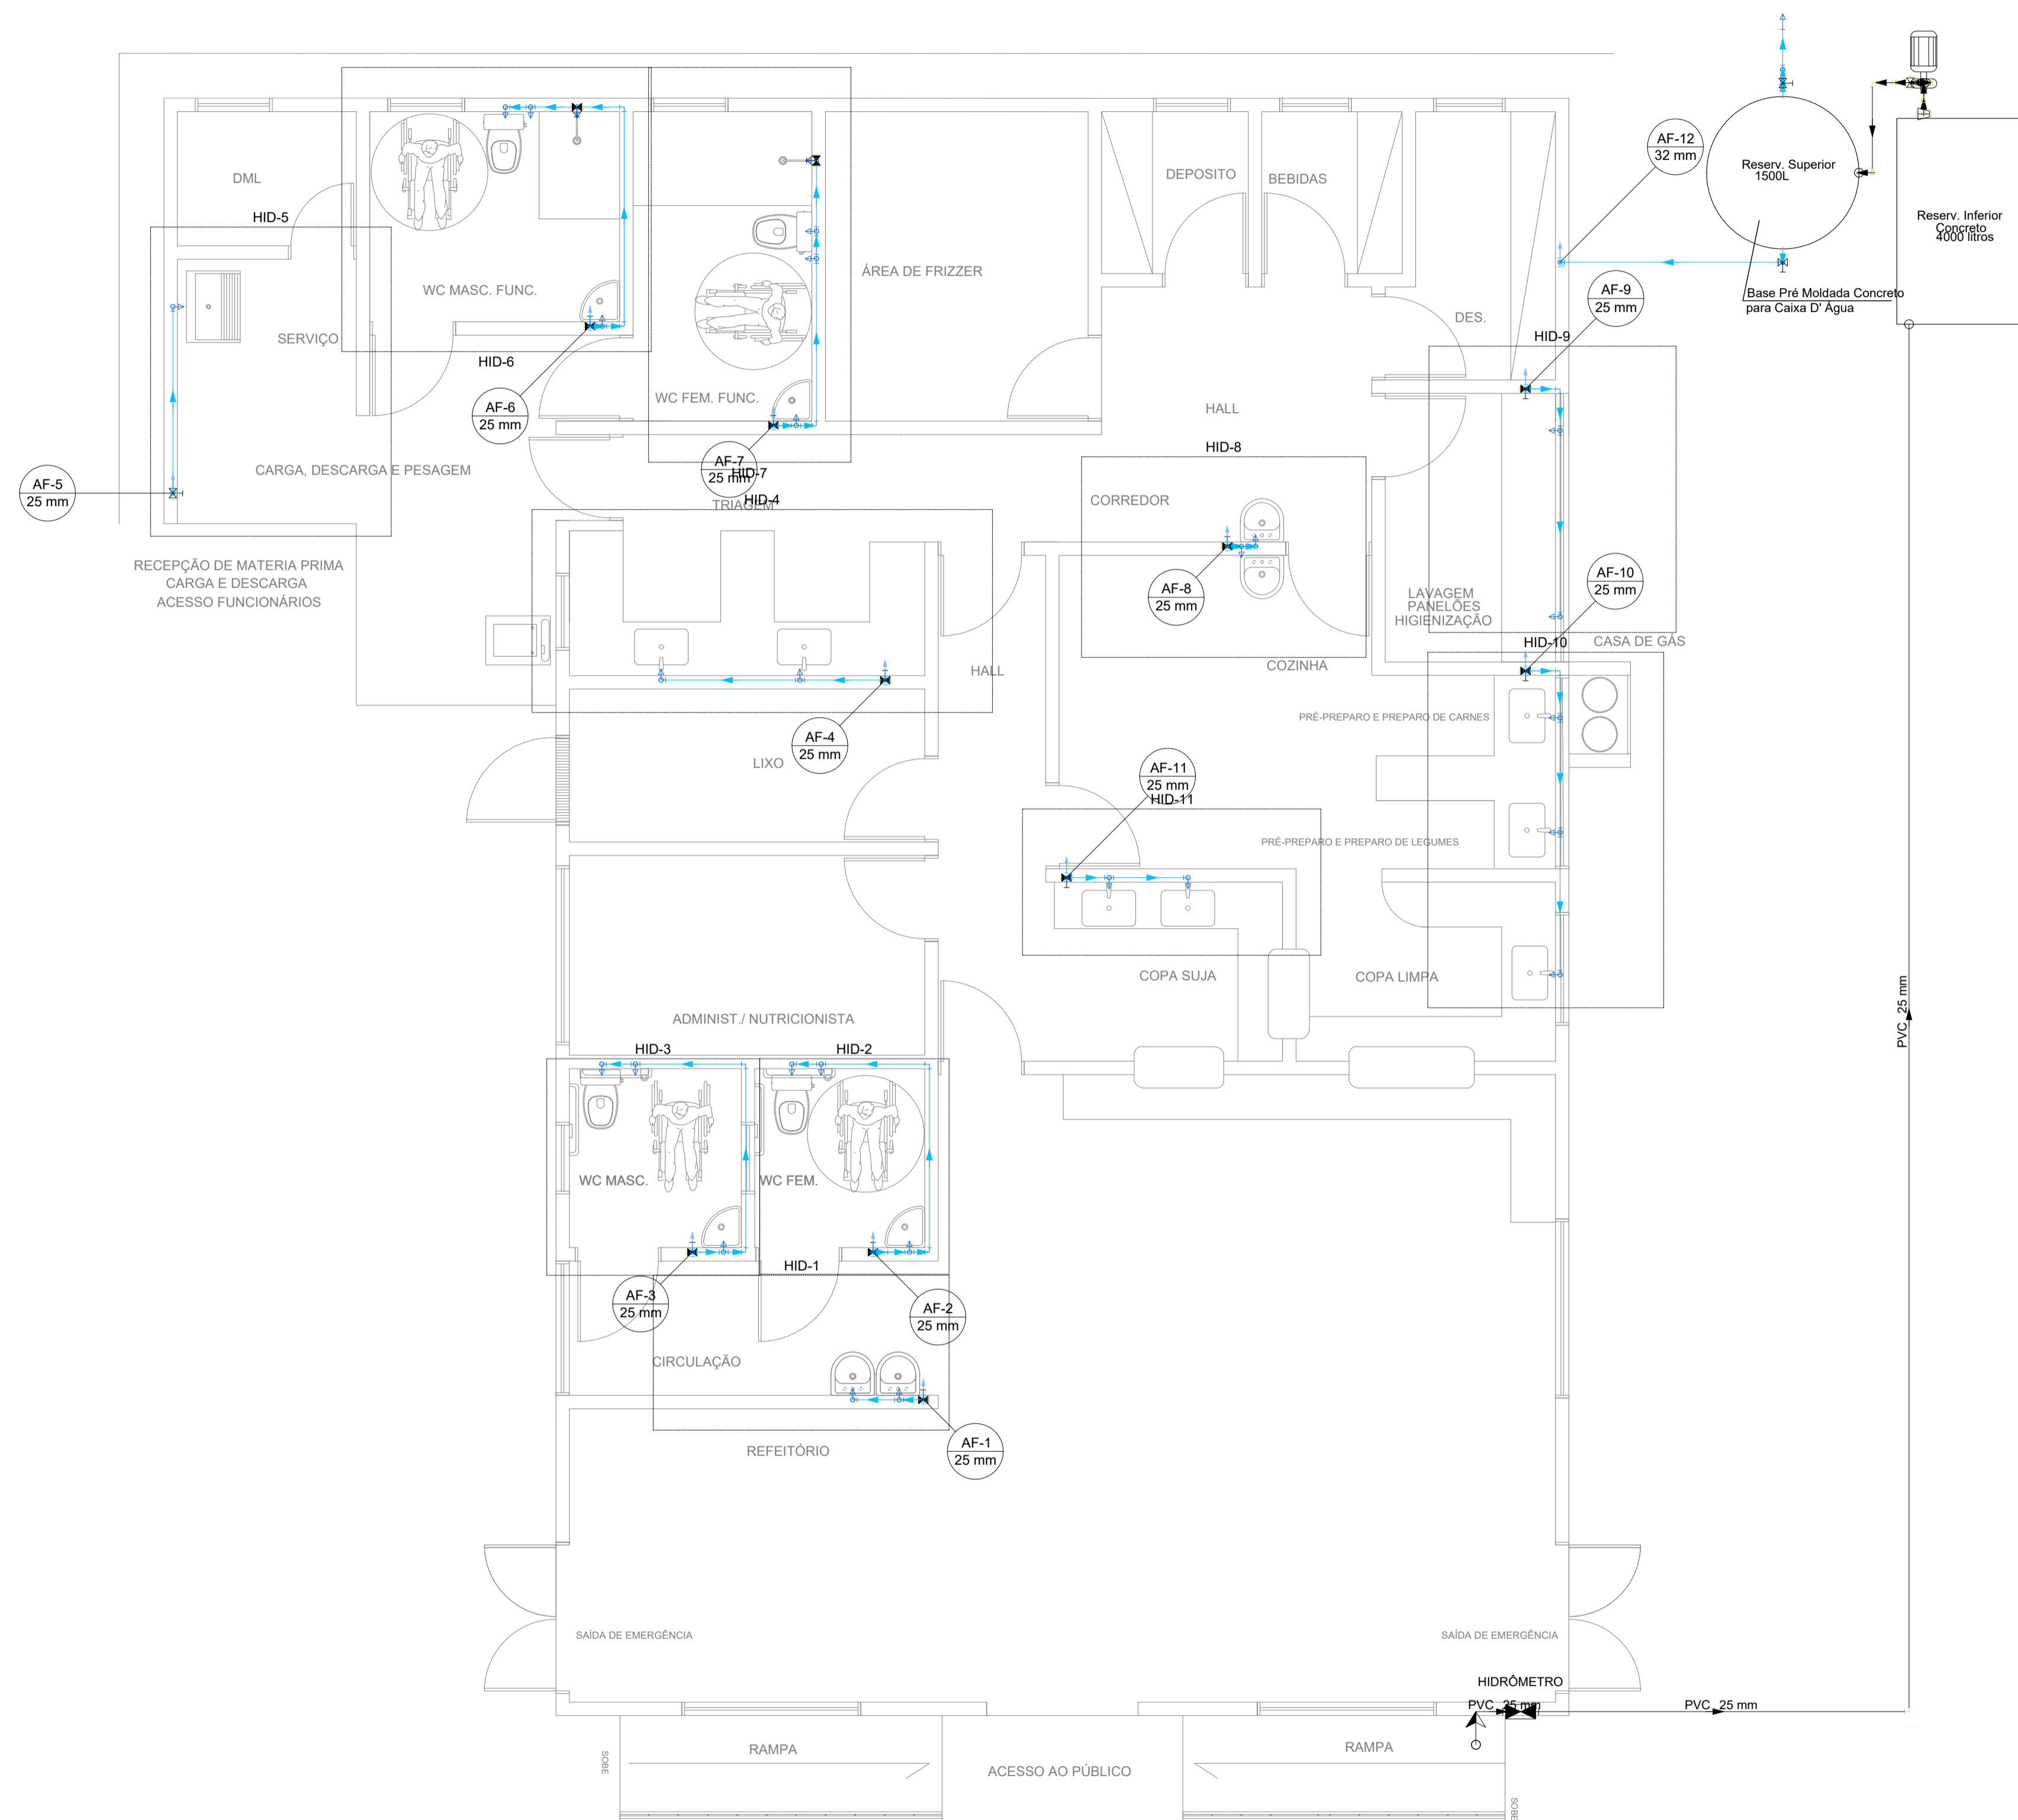 AF-12
32 mm
Reserv. Superior
1500L
DEPOSITO
BEBIDAS
DML
HID-5
Reserv. Inferior
Concreto
4000 litros
ÁREA DE FRIZZER
WC MASC. FUNC.
AF-9
25 mm
Base Pré Moldada Concreto
para Caixa D' Água
DES.
SERVIÇO
HID-9
HID-6
WC FEM. FUNC.
AF-6
25 mm
HALL
HID-8
AF-7
25 mm
HID-7
CARGA, DESCARGA E PESAGEM
AF-5
25 mm
HID-4
TRIAGEM
CORREDOR
RECEPÇÃO DE MATERIA PRIMA
CARGA E DESCARGA
ACESSO FUNCIONÁRIOS
AF-8
25 mm
AF-10
25 mm
LAVAGEM
PANELÕES
HIGIENIZAÇÃO
HID-10
CASA DE GÁS
HALL
COZINHA
PRÉ-PREPARO E PREPARO DE CARNES
AF-4
25 mm
LIXO
AF-11
25 mm
HID-11
PRÉ-PREPARO E PREPARO DE LEGUMES
COPA SUJA
COPA LIMPA
PVC 25 mm
ADMINIST./ NUTRICIONISTA
HID-3
HID-2
WC MASC.
WC FEM.
HID-1
AF-3
25 mm
AF-2
25 mm
CIRCULAÇÃO
AF-1
25 mm
REFEITÓRIO
SAÍDA DE EMERGÊNCIA
SAÍDA DE EMERGÊNCIA
HIDRÔMETRO
PVC 25 mm
PVC 25 mm
SOBE
RAMPA
RAMPA
ACESSO AO PÚBLICO
SOBE